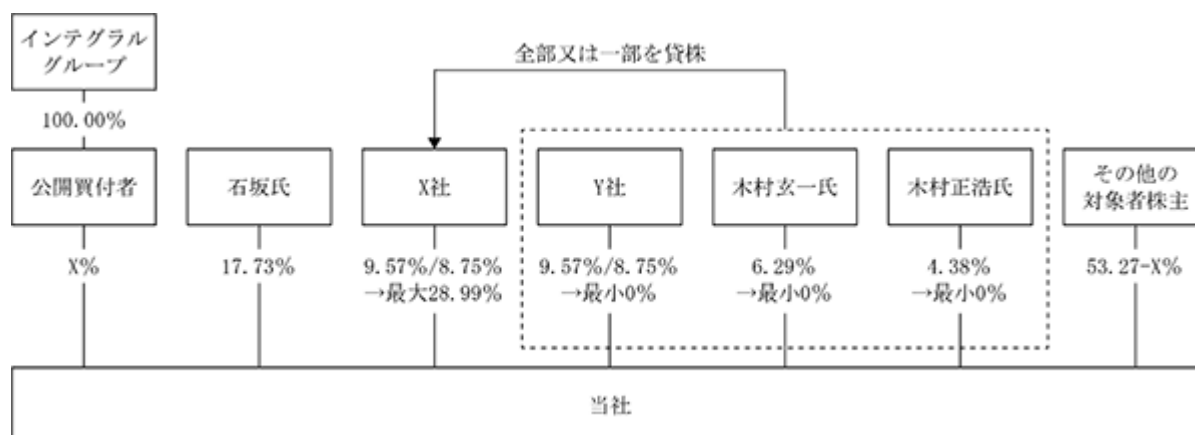 インテグラル
グループ
全部又は一部を貸株
100.00%
公開買付者
石坂氏
X社
Y社
木村玄一氏
木村正浩氏
その他の
対象者株主
X%
17.73%
9.57%/8.75%
→最大28.99%
9.57%/8.75%
→最小0%
6.29%
→最小0%
4.38%
→最小0%
53.27-X%
当社